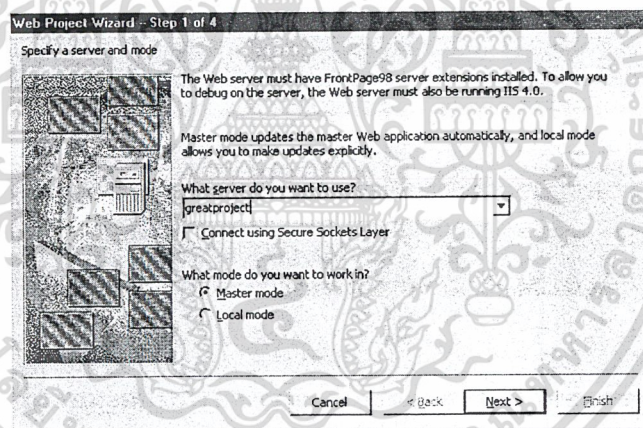 Web Project Wizard -- Step 1 of 4
Specify a server and mode
The Web server must have FrontPage98 server extensions installed. To allow you
to debug on the server, the Web server must also be running IIS 4.0.
Master mode updates the master Web application automatically, and local mode
allows you to make updates explicitly.
What server do you want to use?
greatproject
Connect using Secure Sockets Layer
What mode do you want to work in?
Master mode
Local mode
Cancel
< Back
Next >
Finish